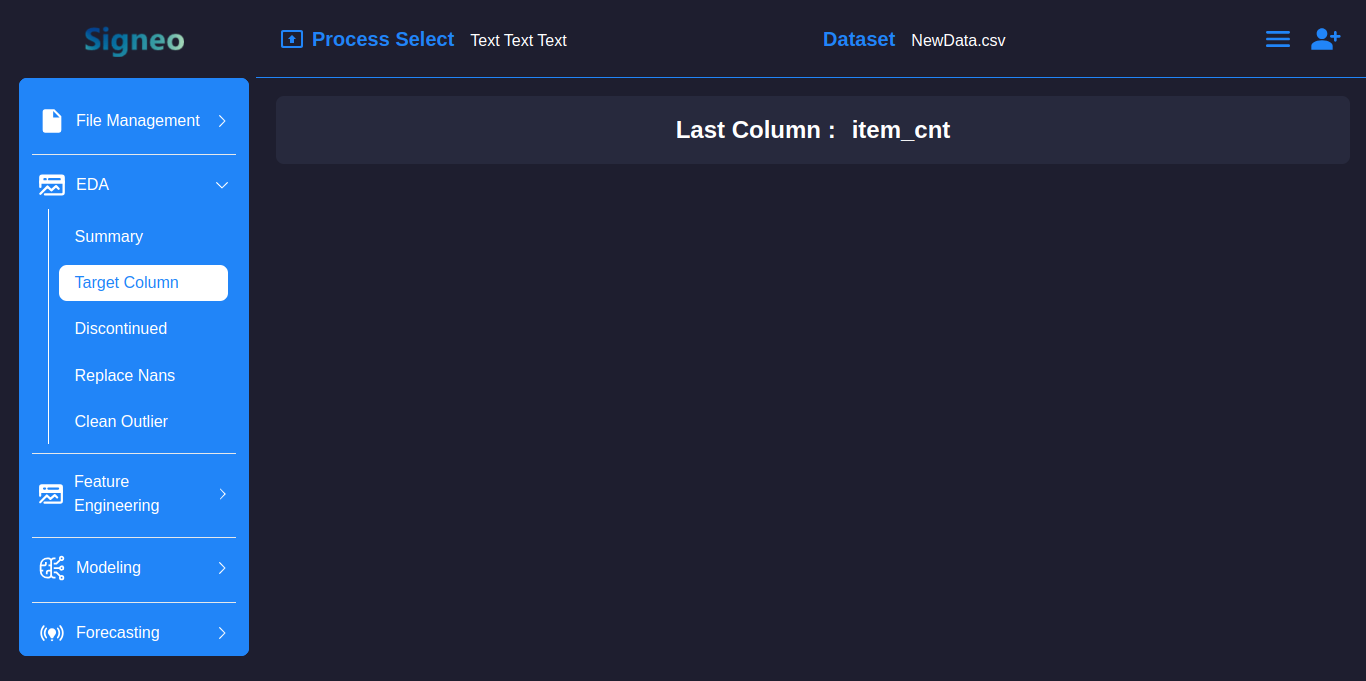 Signeo
Process Select Text Text Text
Dataset NewData.csv
File Management
EDA
Summary
Target Column
Discontinued
Replace Nans
Clean Outlier
Feature
Engineering
Modeling
Forecasting
Last Column : item_cnt